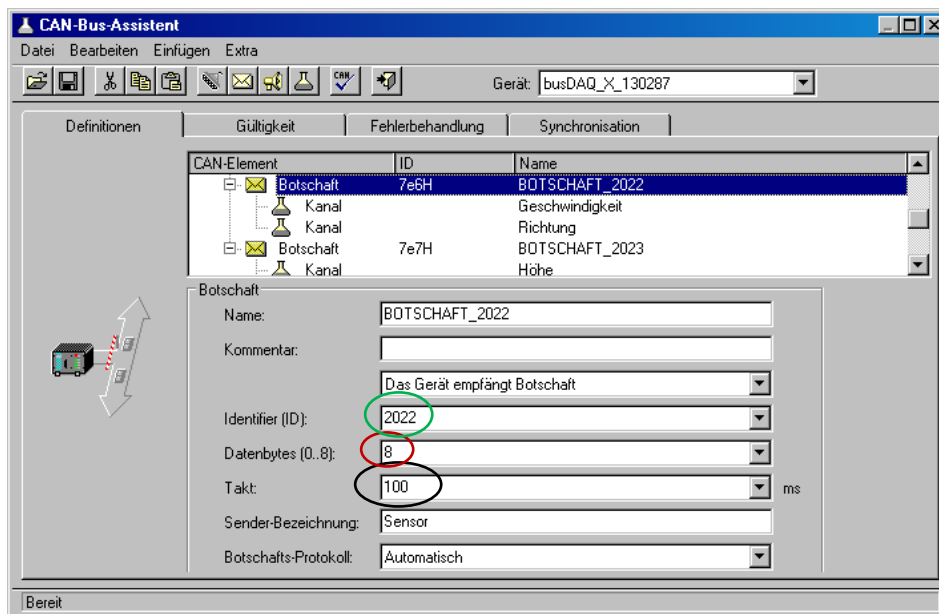 CAN-Bus-Assistent
Datei Bearbeiten Einfügen Extra
CAN Gerät: busDAQ_X_130287
Definitionen Gültigkeit Fehlerbehandlung Synchronisation
CAN-Element ID Name
Botschaft 7e6H BOTSCHAFT_2022
Kanal Geschwindigkeit
Kanal Richtung
Botschaft 7e7H BOTSCHAFT_2023
Kanal Höhe
Botschaft
Name: BOTSCHAFT_2022
Kommentar:
Das Gerät empfängt Botschaft
Identifier (ID): 2022
Datenbytes (0..8): 8
Takt: 100 ms
Sender-Bezeichnung: Sensor
Botschafts-Protokoll: Automatisch
Bereit